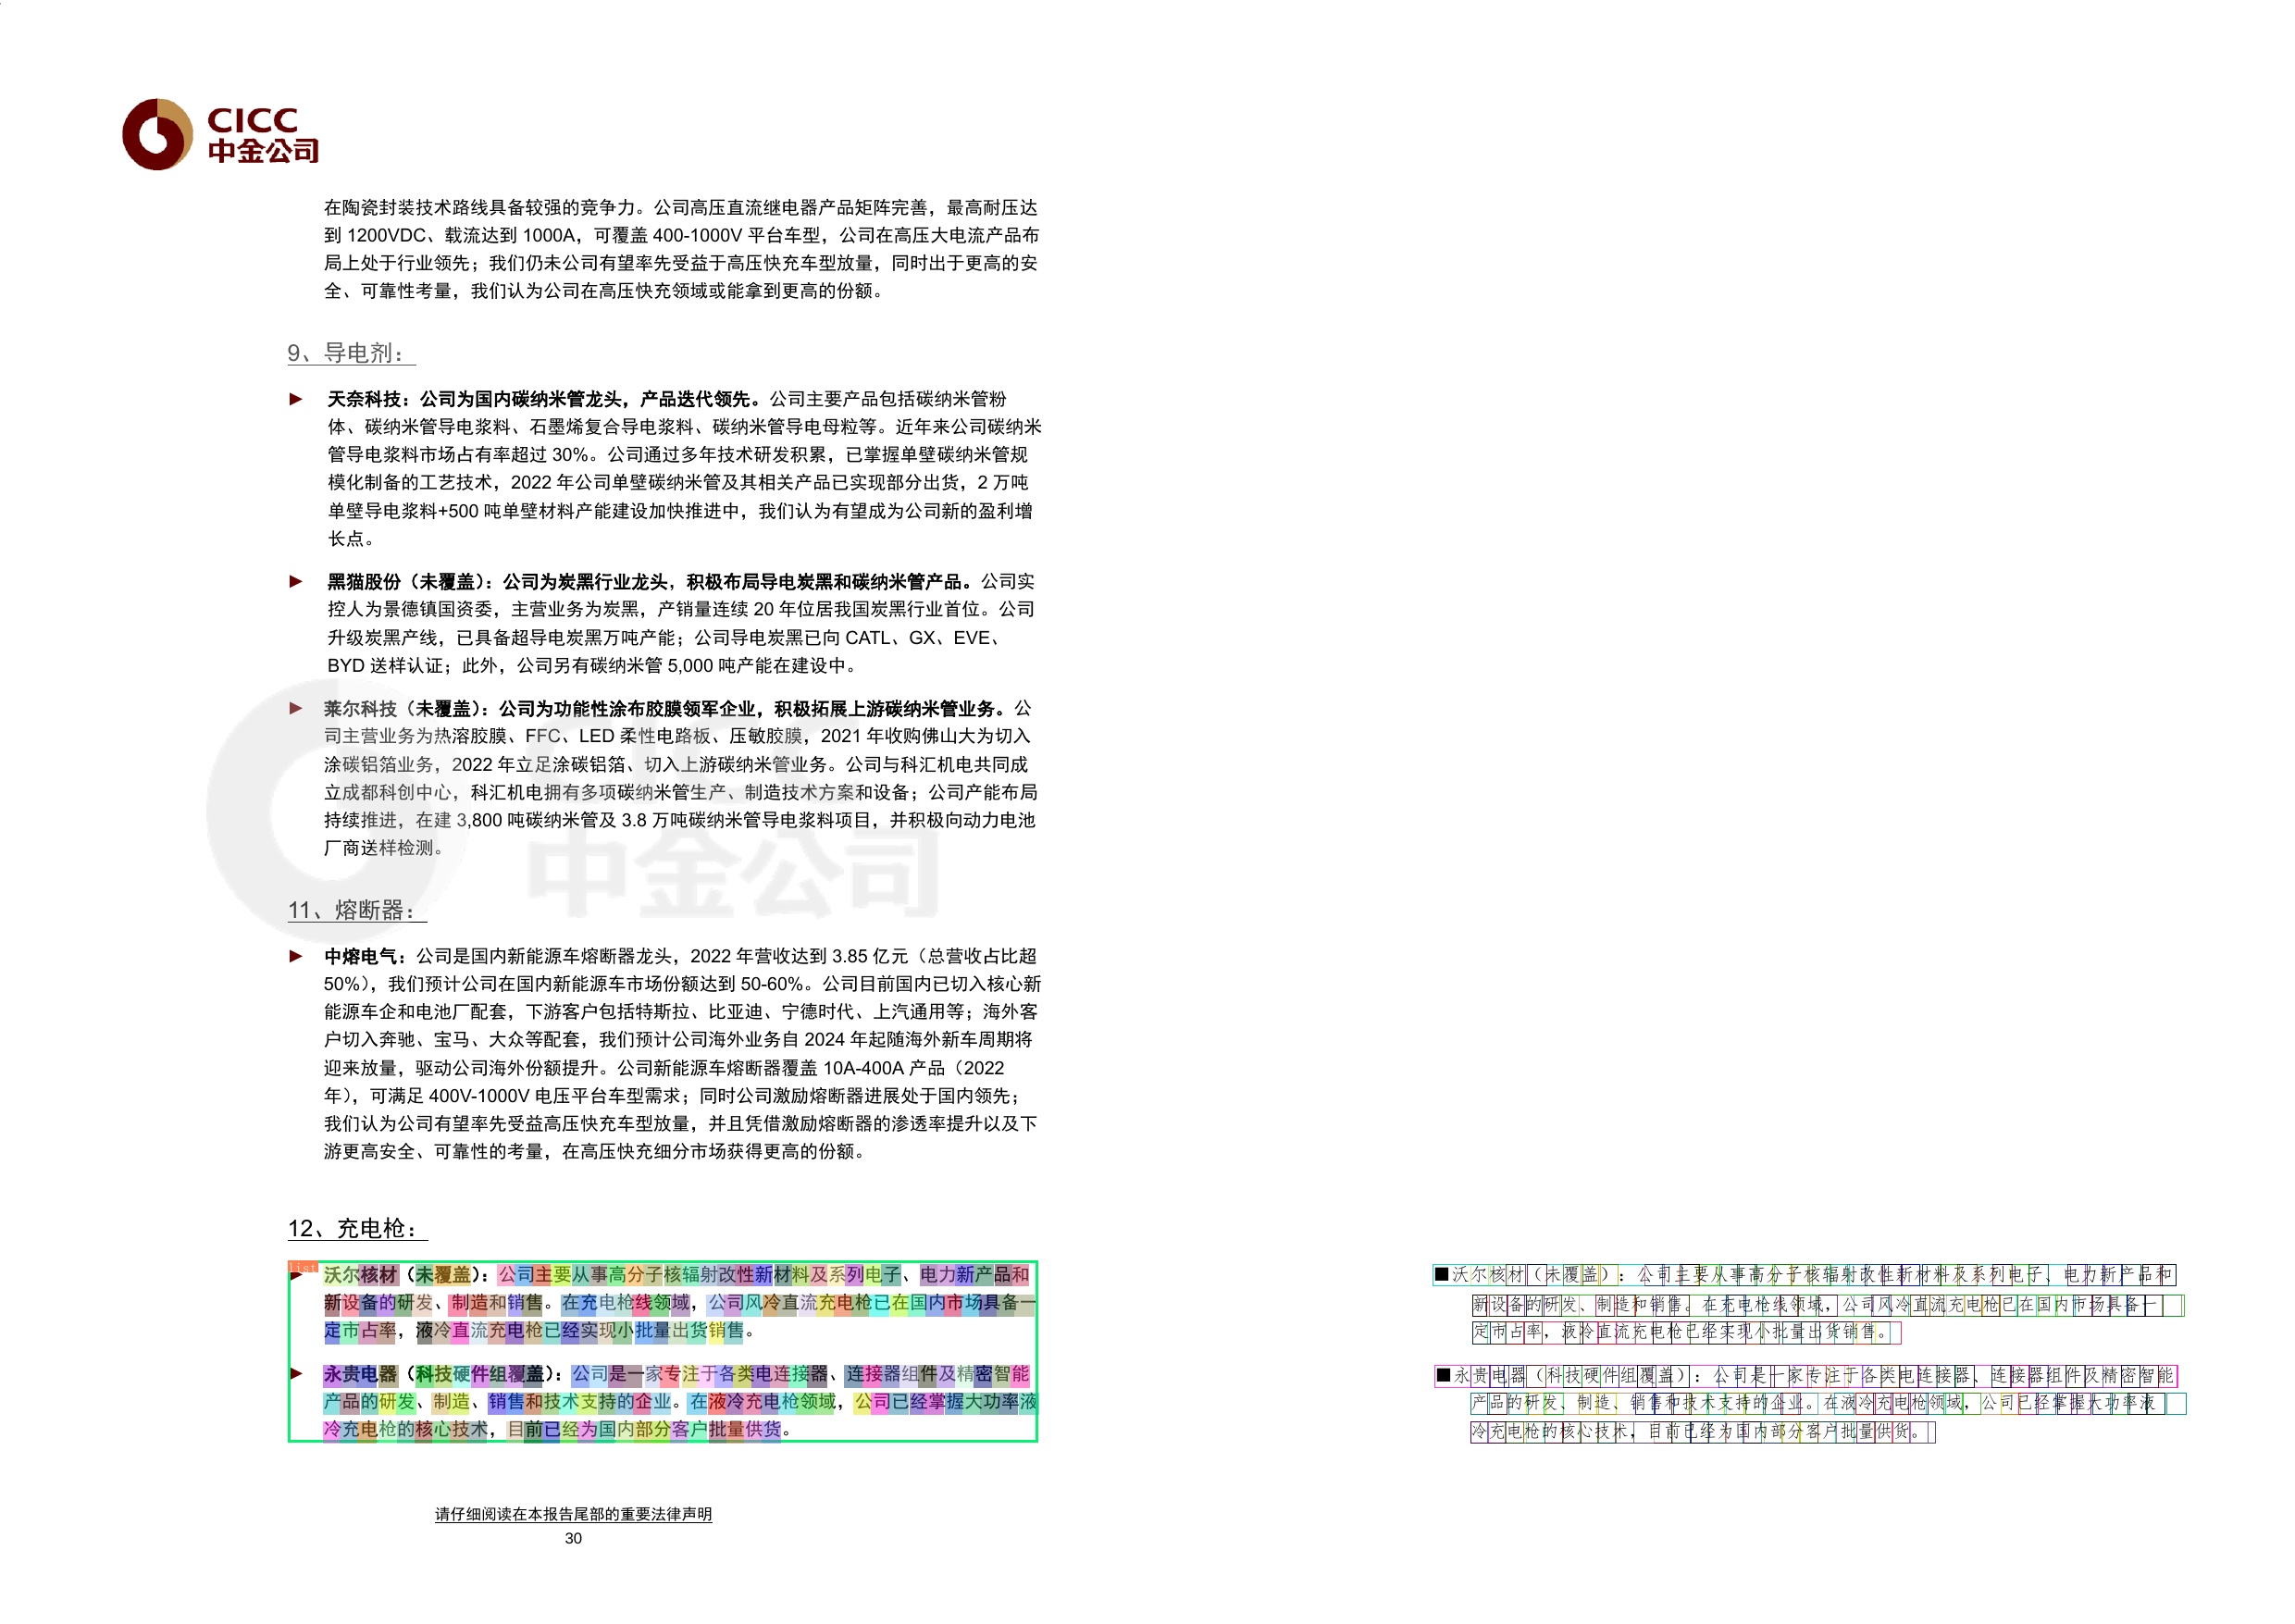 CICC
中金公司
在陶瓷封装技术路线具备较强的竞争力。公司高压直流继电器产品矩阵完善，最高耐压达
到 1200VDC、载流达到 1000A，可覆盖 400-1000V 平台车型，公司在高压大电流产品布
局上处于行业领先；我们仍未公司有望率先受益于高压快充车型放量，同时出于更高的安
全、可靠性考量，我们认为公司在高压快充领域或能拿到更高的份额。
9、导电剂：
► 天奈科技：公司为国内碳纳米管龙头，产品迭代领先。公司主要产品包括碳纳米管粉
体、碳纳米管导电浆料、石墨烯复合导电浆料、碳纳米管导电母粒等。近年来公司碳纳米
管导电浆料市场占有率超过 30%。公司通过多年技术研发积累，已掌握单壁碳纳米管规
模化制备的工艺技术，2022 年公司单壁碳纳米管及其相关产品已实现部分出货，2 万吨
单壁导电浆料+500 吨单壁材料产能建设加快推进中，我们认为有望成为公司新的盈利增
长点。
► 黑猫股份（未覆盖）：公司为炭黑行业龙头，积极布局导电炭黑和碳纳米管产品。公司实
控人为景德镇国资委，主营业务为炭黑，产销量连续 20 年位居我国炭黑行业首位。公司
升级炭黑产线，已具备超导电炭黑万吨产能；公司导电炭黑已向 CATL、GX、EVE、
BYD 送样认证；此外，公司另有碳纳米管 5,000 吨产能在建设中。
► 莱尔科技（未覆盖）：公司为功能性涂布胶膜领军企业，积极拓展上游碳纳米管业务。公
司主营业务为热溶胶膜、FFC、LED 柔性电路板、压敏胶膜，2021 年收购佛山大为切入
涂碳铝箔业务，2022 年立足涂碳铝箔、切入上游碳纳米管业务。公司与科汇机电共同成
立成都科创中心，科汇机电拥有多项碳纳米管生产、制造技术方案和设备；公司产能布局
持续推进，在建 3,800 吨碳纳米管及 3.8 万吨碳纳米管导电浆料项目，并积极向动力电池
厂商送样检测。
CICC
中金公司
11、熔断器：
► 中熔电气：公司是国内新能源车熔断器龙头，2022 年营收达到 3.85 亿元（总营收占比超
50%），我们预计公司在国内新能源车市场份额达到 50-60%。公司目前国内已切入核心新
能源车企和电池厂配套，下游客户包括特斯拉、比亚迪、宁德时代、上汽通用等；海外客
户切入奔驰、宝马、大众等配套，我们预计公司海外业务自 2024 年起随海外新车周期将
迎来放量，驱动公司海外份额提升。公司新能源车熔断器覆盖 10A-400A 产品（2022
年），可满足 400V-1000V 电压平台车型需求；同时公司激励熔断器进展处于国内领先；
我们认为公司有望率先受益高压快充车型放量，并且凭借激励熔断器的渗透率提升以及下
游更高安全、可靠性的考量，在高压快充细分市场获得更高的份额。
12、充电枪：
list
► 沃尔核材（未覆盖）：公司主要从事高分子核辐射改性新材料及系列电子、电力新产品和
新设备的研发、制造和销售。在充电枪线领域，公司风冷直流充电枪已在国内市场具备一
定市占率，液冷直流充电枪已经实现小批量出货销售。
► 永贵电器（科技硬件组覆盖）：公司是一家专注于各类电连接器、连接器组件及精密智能
产品的研发、制造、销售和技术支持的企业。在液冷充电枪领域，公司已经掌握大功率液
冷充电枪的核心技术，目前已经为国内部分客户批量供货。
请仔细阅读在本报告尾部的重要法律声明
30
■沃尔核材（未覆盖）：公司主要从事高分子核辐射改性新材料及系列电子、电力新产品和
新设备的研发、制造和销售。在充电枪线领域，公司风冷直流充电枪已在国内市场具备一
定市占率，液冷直流充电枪已经实现小批量出货销售。
■永贵电器（科技硬件组覆盖）：公司是一家专注于各类电连接器、连接器组件及精密智能
产品的研发、制造、销售和技术支持的企业。在液冷充电枪领域，公司已经掌握大功率液
冷充电枪的核心技术，目前已经为国内部分客户批量供货。